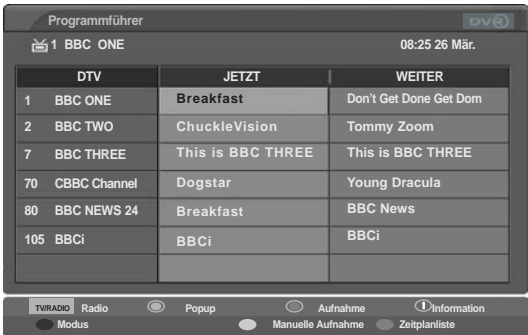 Programmführer DVR
1 BBC ONE 08:25 26 Mär.
DTV JETZT WEITER
1 BBC ONE Breakfast Don't Get Done Get Dom
2 BBC TWO ChuckleVision Tommy Zoom
7 BBC THREE This is BBC THREE This is BBC THREE
70 CBBC Channel Dogstar Young Dracula
80 BBC NEWS 24 Breakfast BBC News
105 BBCi BBCi BBCi
TV/RADIO Radio Popup Aufnahme Information
Modus Manuelle Aufnahme Zeitplanliste